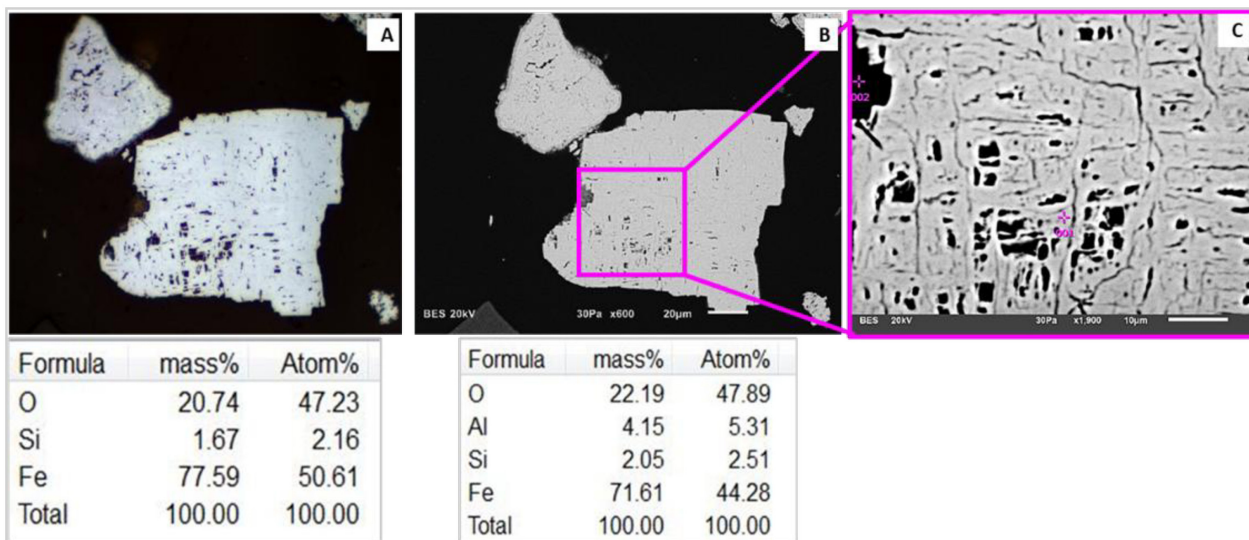 A
B
C
002
001
BES 20kV 30Pa x600 20µm
BES 20kV 30Pa x1,900 10µm
Formula mass% Atom%
O 20.74 47.23
Si 1.67 2.16
Fe 77.59 50.61
Total 100.00 100.00
Formula mass% Atom%
O 22.19 47.89
Al 4.15 5.31
Si 2.05 2.51
Fe 71.61 44.28
Total 100.00 100.00